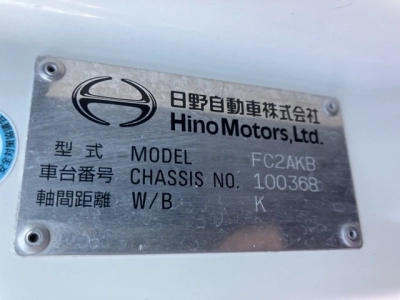 日野自動車株式会社
Hino Motors, Ltd.
型式 MODEL FC2AKB
車台番号 CHASSIS NO. 100368
軸間距離 W/B K